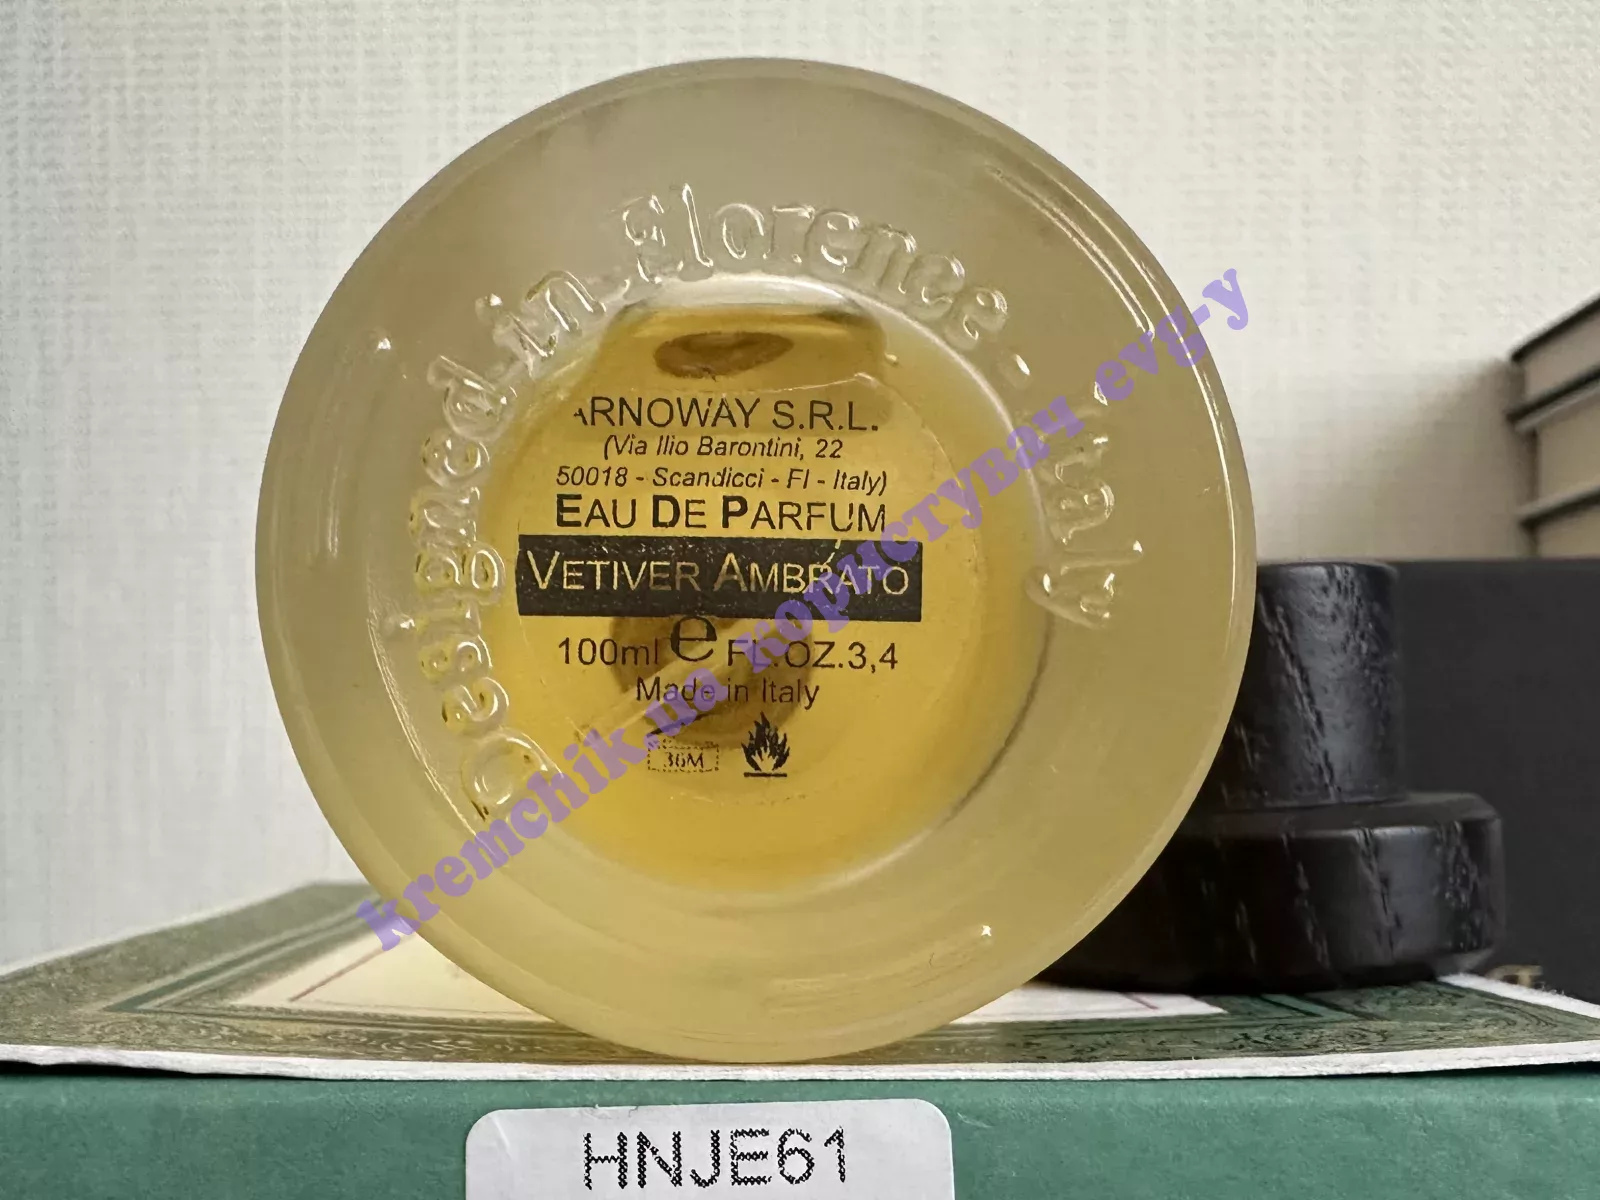 Designed in Florence - Italy
ARNOWAY S.R.L.
(Via Ilio Barontini, 22
50018 - Scandicci - FI - Italy)
EAU DE PARFUM
VETIVER AMBRATO
100ml e FL.OZ.3,4
Made in Italy
36M
kremchik.ua користувач evg-y
HNJE61